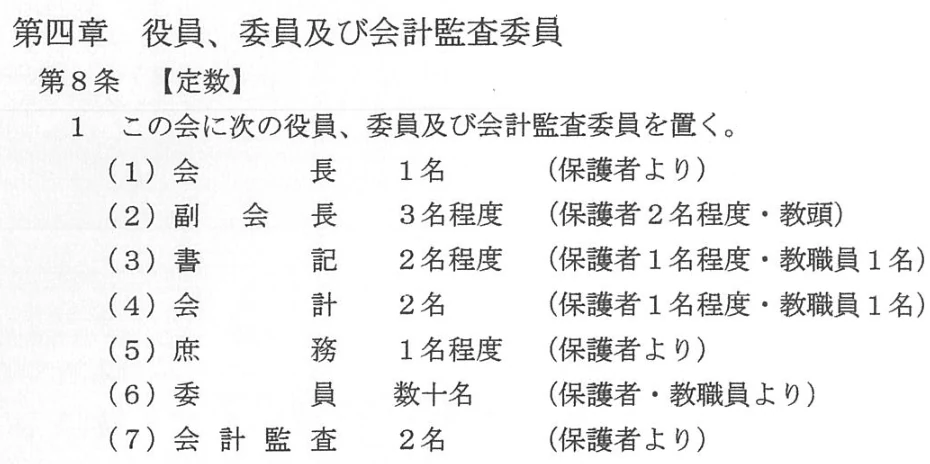 第四章　役員、委員及び会計監査委員
第８条　【定数】
１　この会に次の役員、委員及び会計監査委員を置く。
(１)会　　　長　１名　(保護者より)
(２)副　会　長　３名程度　(保護者２名程度・教頭)
(３)書　　　記　２名程度　(保護者１名程度・教職員１名)
(４)会　　　計　２名　(保護者１名程度・教職員１名)
(５)庶　　　務　１名程度　(保護者より)
(６)委　　　員　数十名　(保護者・教職員より)
(７)会 計 監 査　２名　(保護者より)